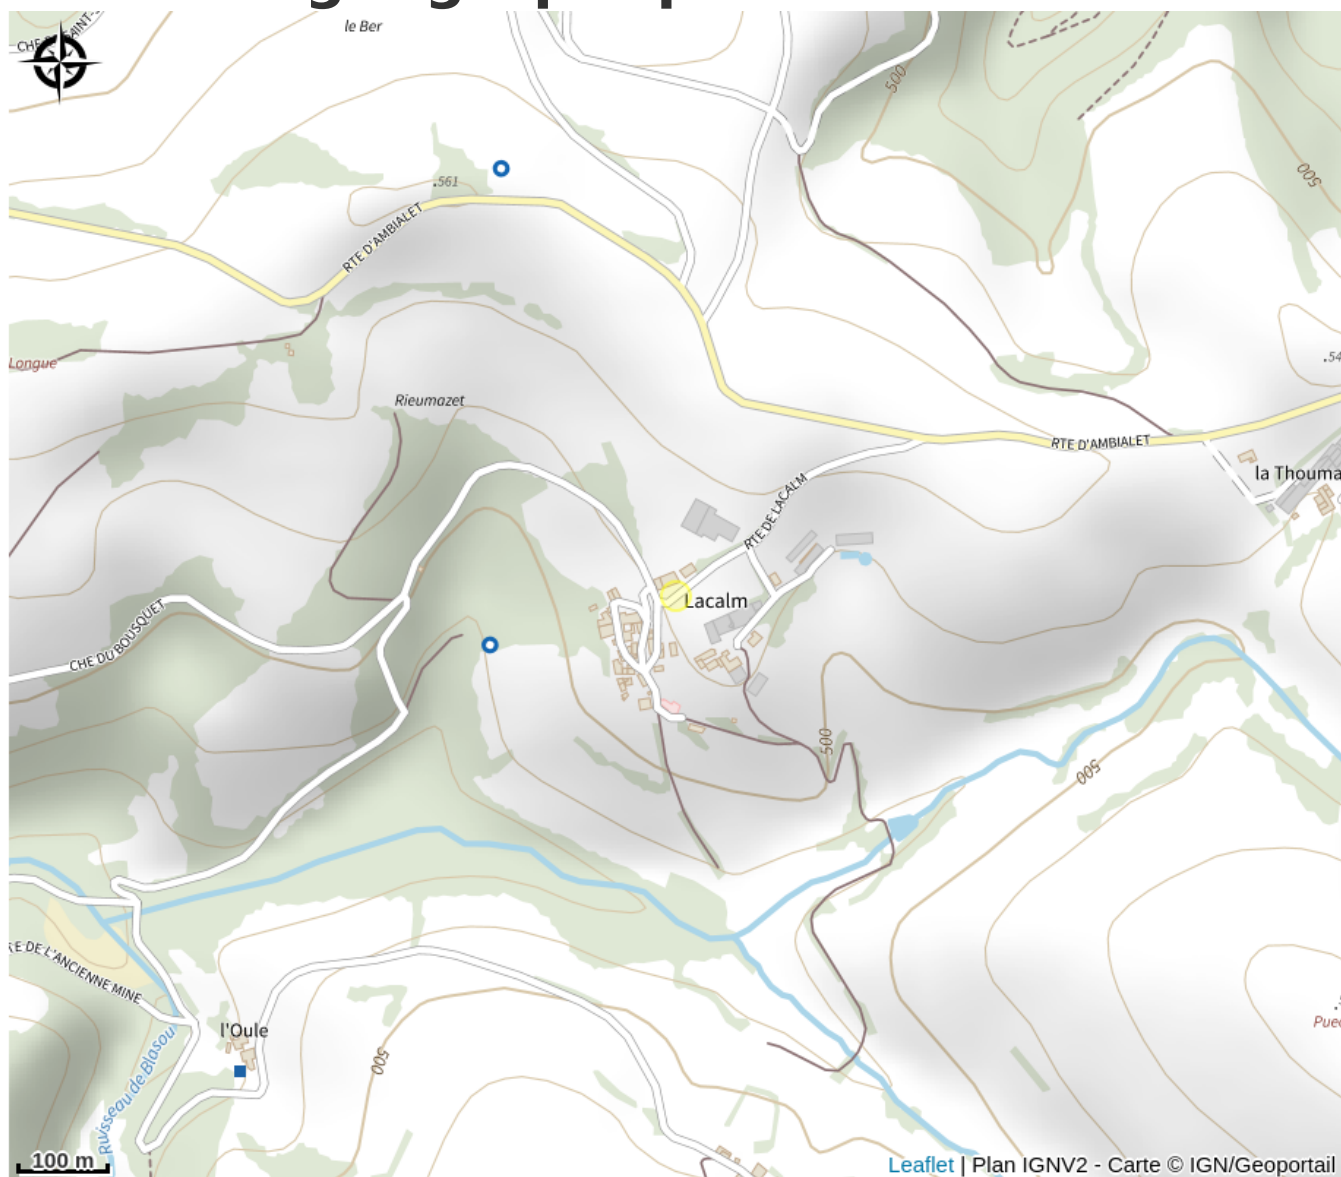 le Ber
500
500
.561
RTE D'AMBIALET
Longue
Rieumazet
RTE D'AMBIALET
la Thouma
RTE DE LACALM
Lacalm
CHE DU BOUSQUET
500
500
E DE L'ANCIENNE MINE
l'Oule
Puec
500
Ruisseau de Blasou
100 m
Leaflet | Plan IGNV2 - Carte © IGN/Geoportail